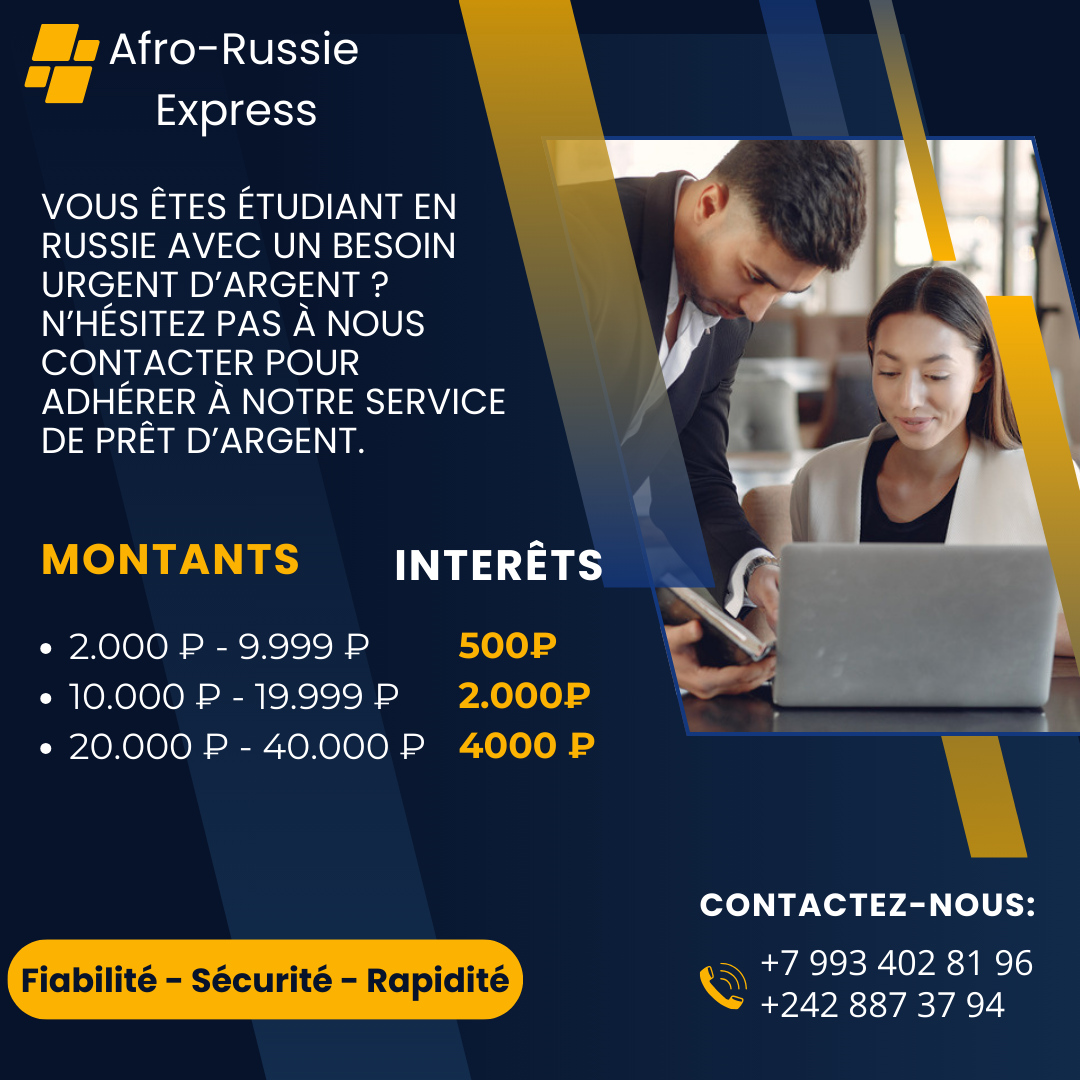 Afro-Russie
Express
VOUS ÊTES ÉTUDIANT EN
RUSSIE AVEC UN BESOIN
URGENT D’ARGENT ?
N’HÉSITEZ PAS À NOUS
CONTACTER POUR
ADHÉRER À NOTRE SERVICE
DE PRÊT D’ARGENT.
MONTANTS INTERÊTS
• 2.000 ₽ - 9.999 ₽ 500₽
• 10.000 ₽ - 19.999 ₽ 2.000₽
• 20.000 ₽ - 40.000 ₽ 4000 ₽
CONTACTEZ-NOUS:
+7 993 402 81 96
+242 887 37 94
Fiabilité - Sécurité - Rapidité